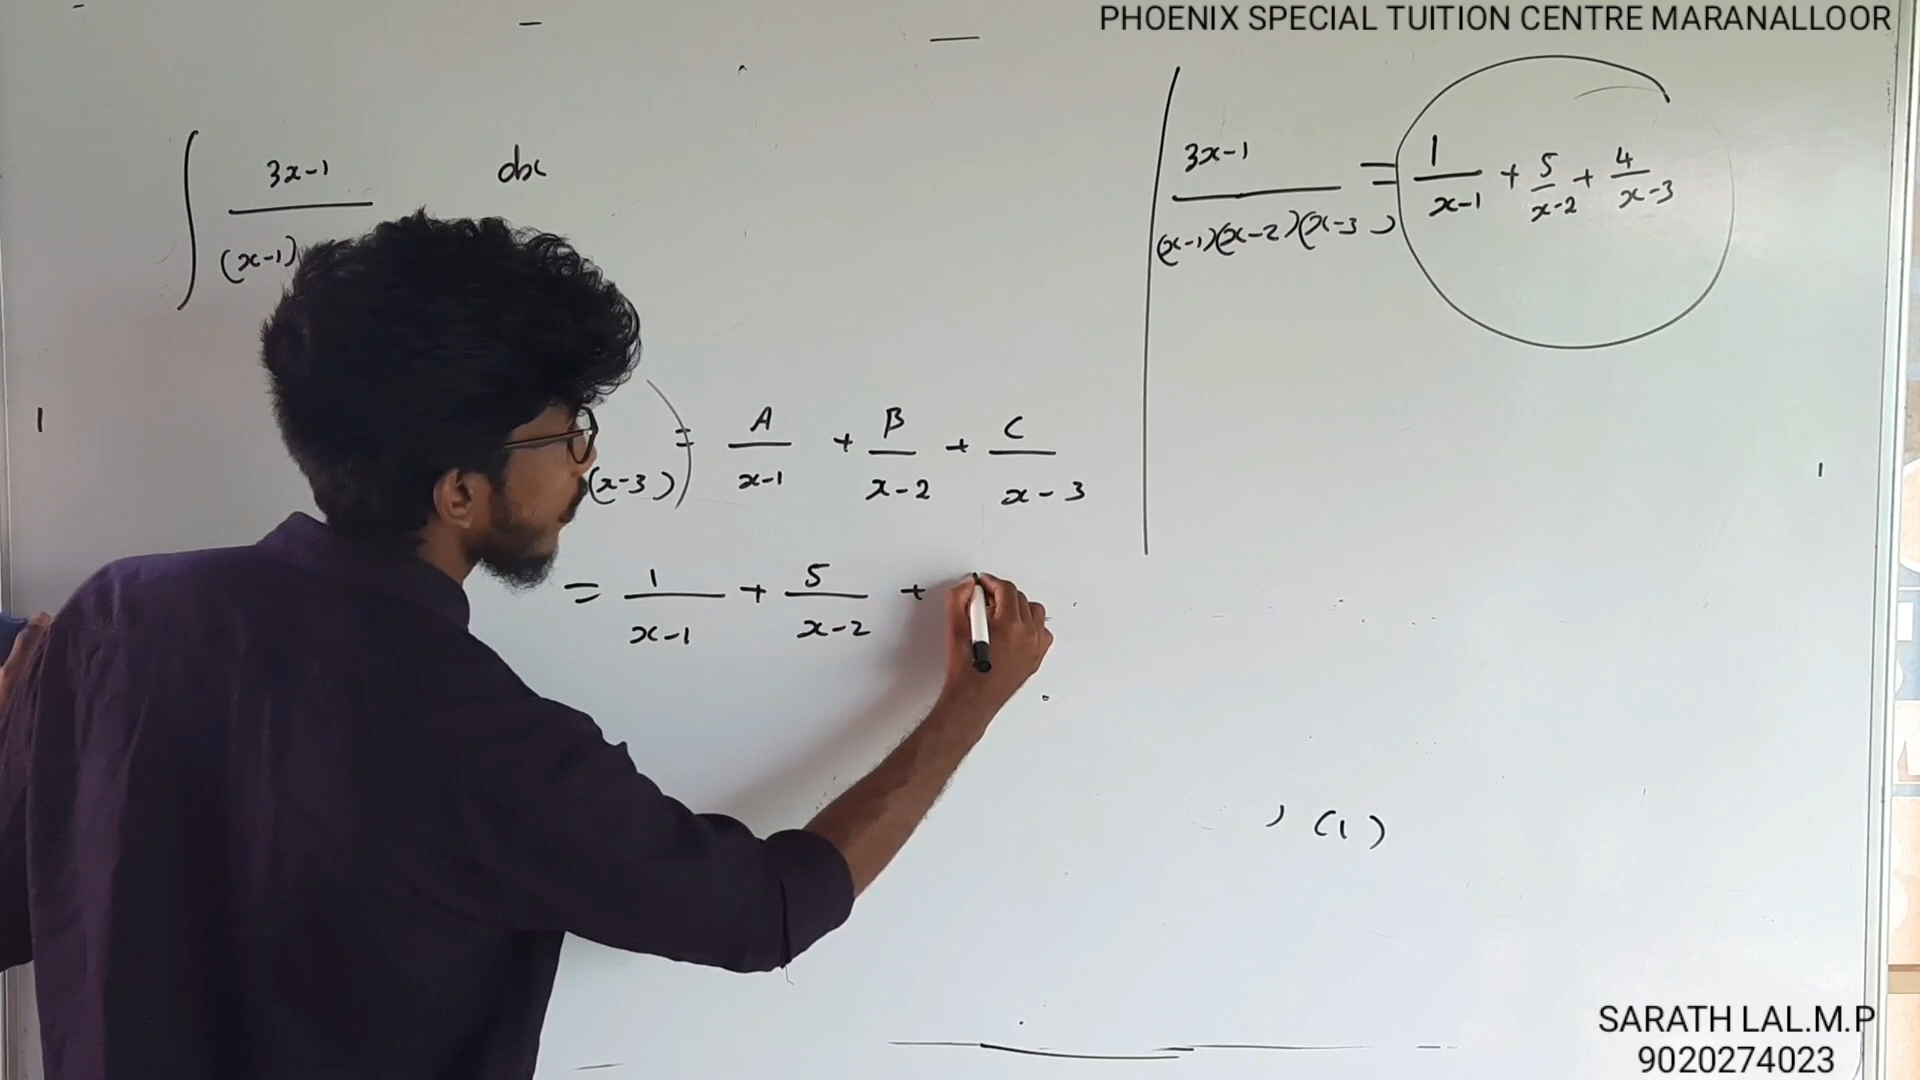 PHOENIX SPECIAL TUITION CENTRE MARANALLOOR
∫ 3x-1 dx
(x-1)
(x-3) = A/x-1 + B/x-2 + C/x-3
= 1/x-1 + 5/x-2 +
3x-1/(x-1)(x-2)(x-3) = 1/x-1 + 5/x-2 + 4/x-3
) (1)
SARATH LAL.M.P
9020274023